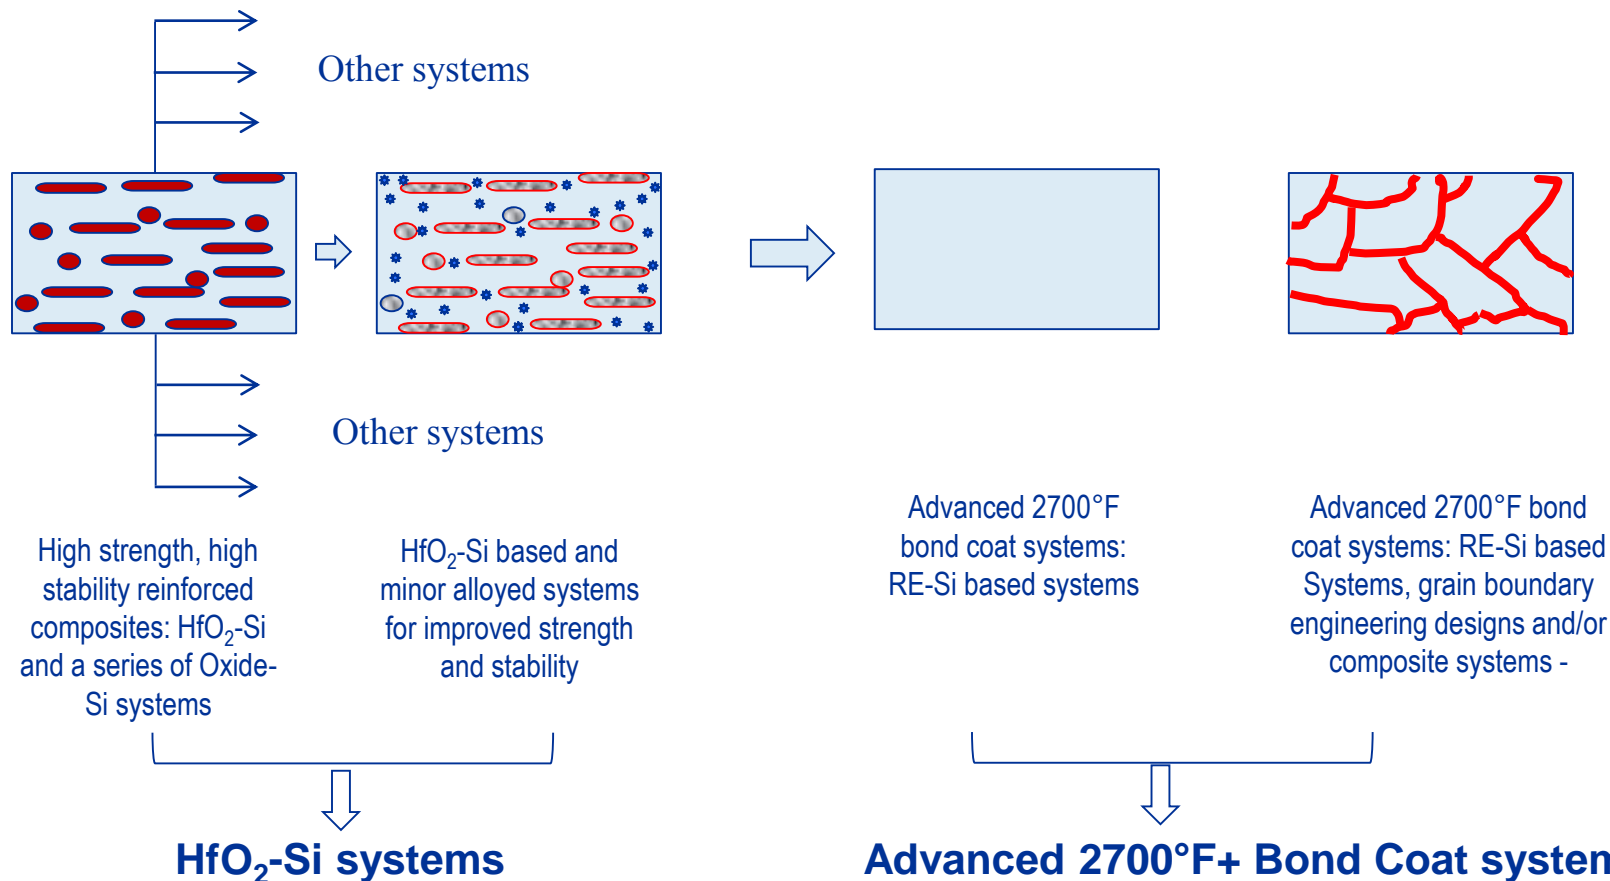 Other systems
Other systems
High strength, high
stability reinforced
composites: HfO₂-Si
and a series of Oxide-
Si systems
HfO₂-Si based and
minor alloyed systems
for improved strength
and stability
Advanced 2700°F
bond coat systems:
RE-Si based systems
Advanced 2700°F bond
coat systems: RE-Si based
Systems, grain boundary
engineering designs and/or
composite systems -
HfO₂-Si systems
Advanced 2700°F+ Bond Coat system